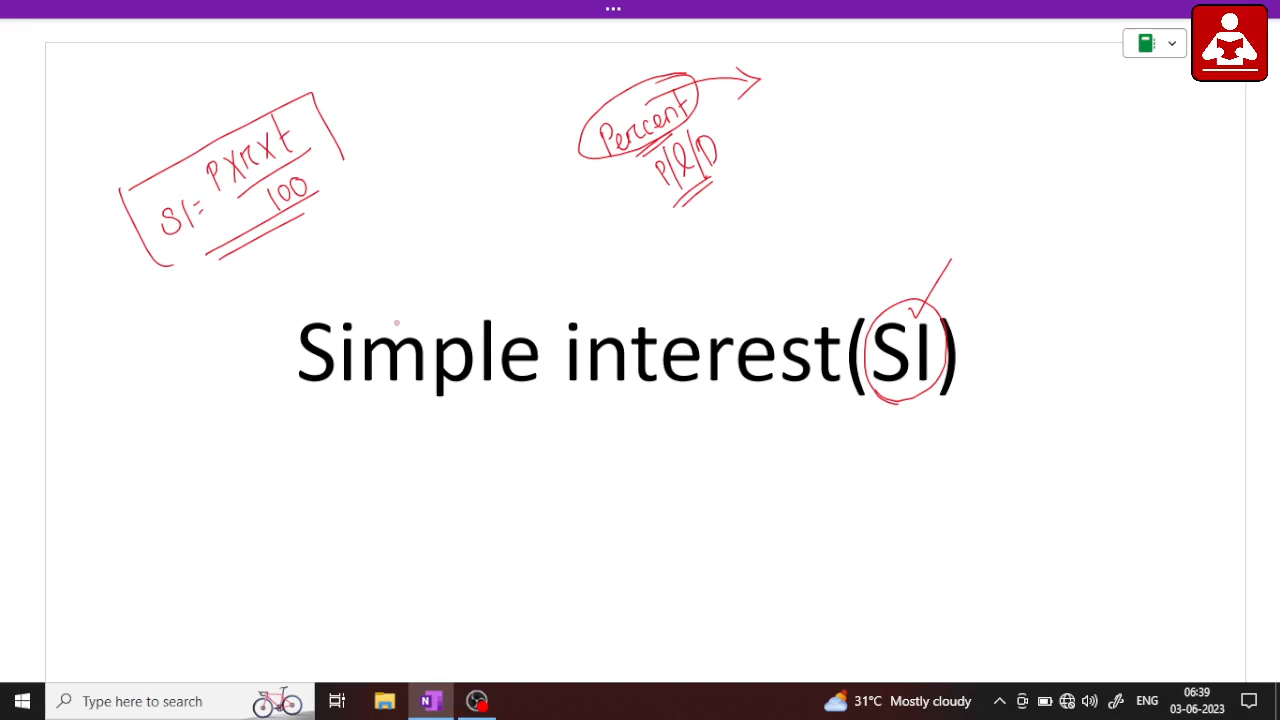 SI = P×r×t
100
Percent
P/l/D
Simple interest(SI)
Type here to search
31°C Mostly cloudy
ENG
06:39
03-06-2023